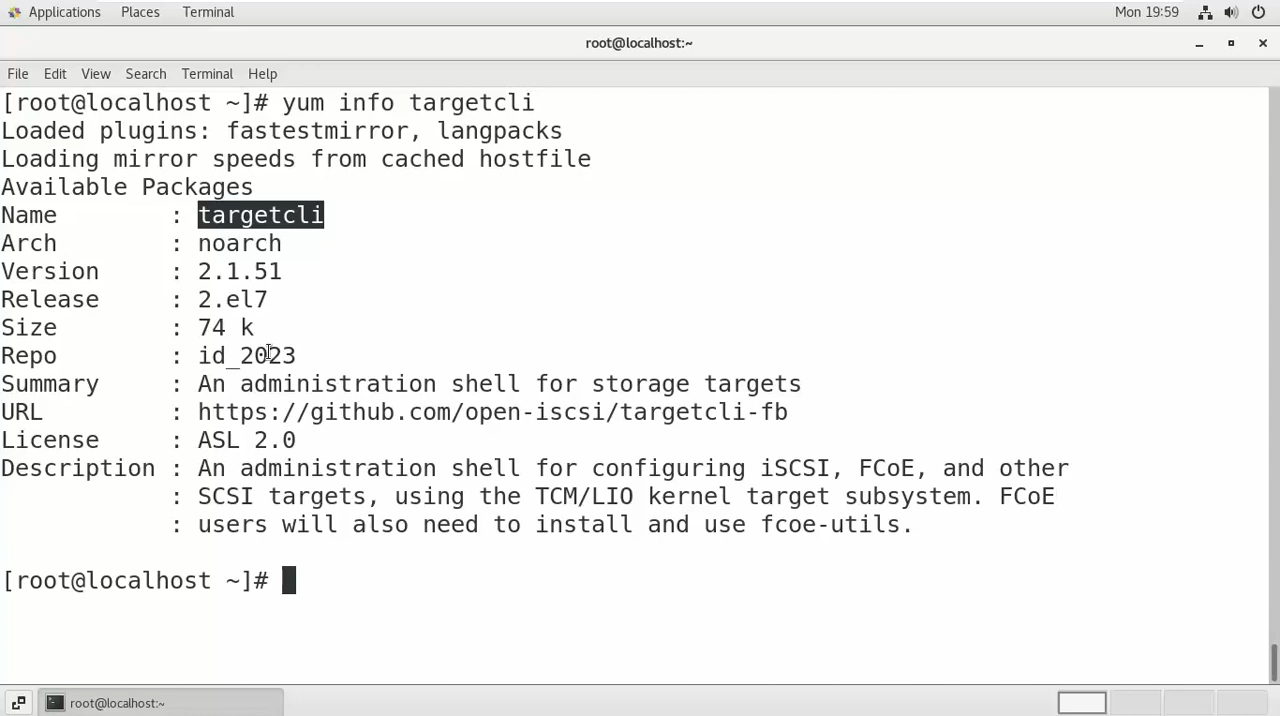 Applications Places Terminal Mon 19:59
root@localhost:~
File Edit View Search Terminal Help
[root@localhost ~]# yum info targetcli
Loaded plugins: fastestmirror, langpacks
Loading mirror speeds from cached hostfile
Available Packages
Name : targetcli
Arch : noarch
Version : 2.1.51
Release : 2.el7
Size : 74 k
Repo : id_2023
Summary : An administration shell for storage targets
URL : https://github.com/open-iscsi/targetcli-fb
License : ASL 2.0
Description : An administration shell for configuring iSCSI, FCoE, and other
: SCSI targets, using the TCM/LIO kernel target subsystem. FCoE
: users will also need to install and use fcoe-utils.
[root@localhost ~]#
root@localhost:~